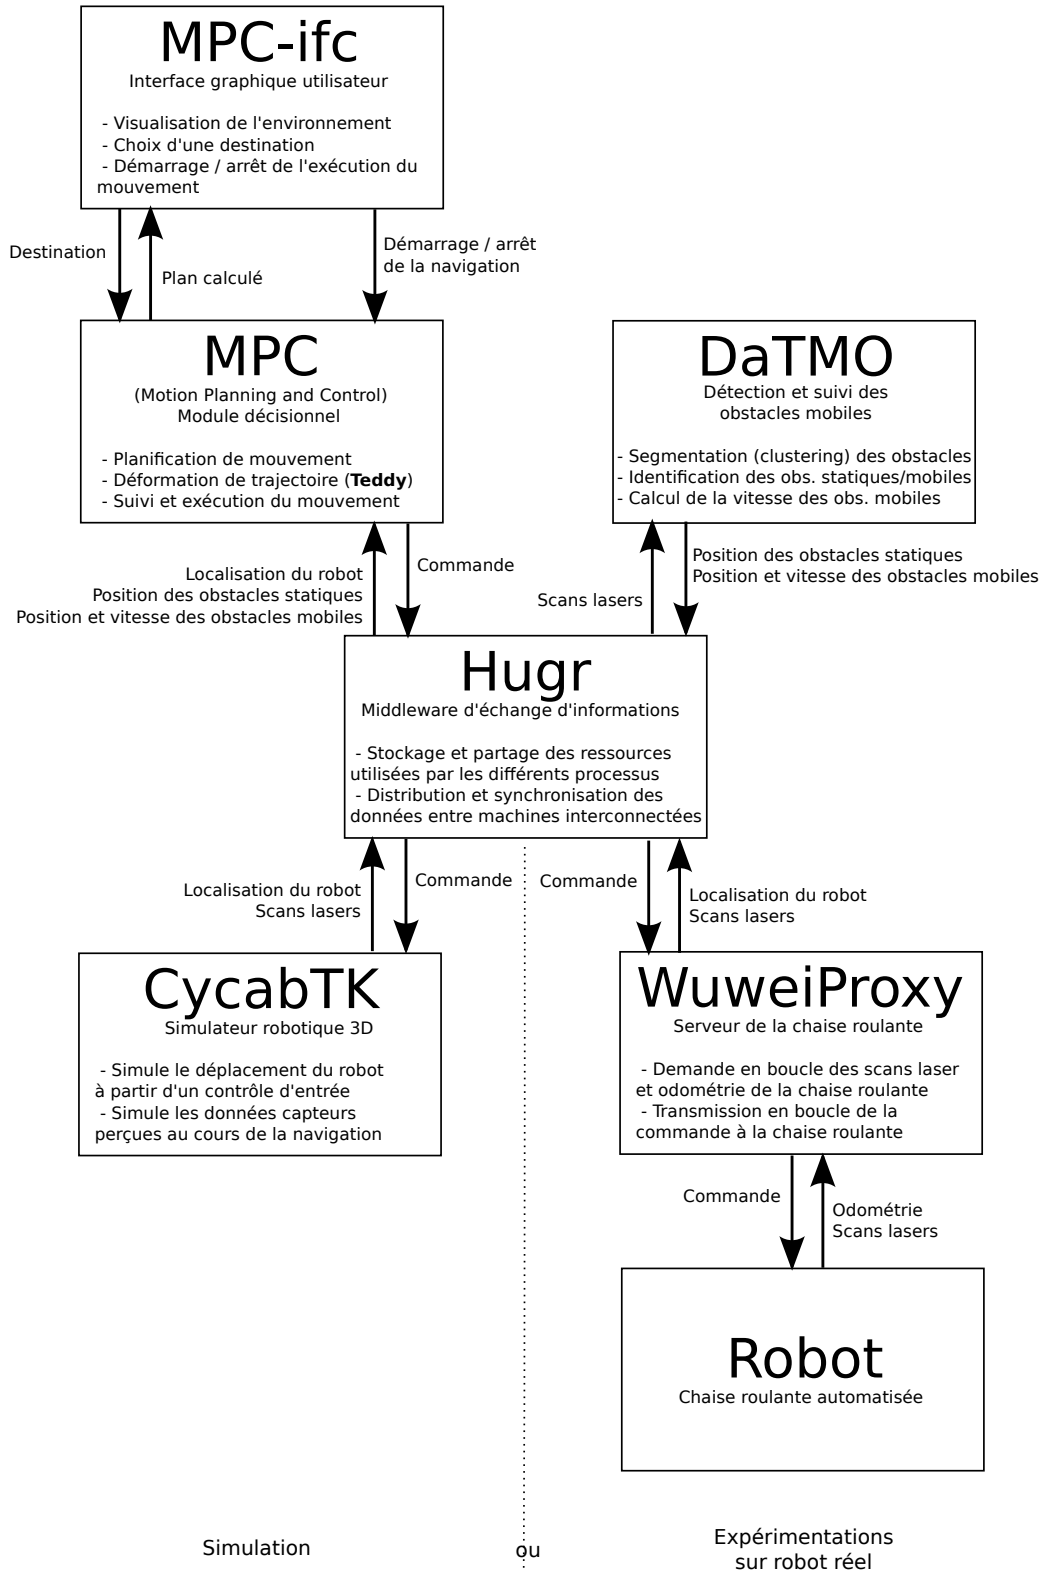 MPC-ifc
Interface graphique utilisateur
- Visualisation de l'environnement
- Choix d'une destination
- Démarrage / arrêt de l'exécution du
mouvement
Destination
Plan calculé
Démarrage / arrêt
de la navigation
MPC
(Motion Planning and Control)
Module décisionnel
- Planification de mouvement
- Déformation de trajectoire (Teddy)
- Suivi et exécution du mouvement
DaTMO
Détection et suivi des
obstacles mobiles
- Segmentation (clustering) des obstacles
- Identification des obs. statiques/mobiles
- Calcul de la vitesse des obs. mobiles
Localisation du robot
Position des obstacles statiques
Position et vitesse des obstacles mobiles
Commande
Scans lasers
Position des obstacles statiques
Position et vitesse des obstacles mobiles
Hugr
Middleware d'échange d'informations
- Stockage et partage des ressources
utilisées par les différents processus
- Distribution et synchronisation des
données entre machines interconnectées
Localisation du robot
Scans lasers
Commande
Commande
Localisation du robot
Scans lasers
CycabTK
Simulateur robotique 3D
- Simule le déplacement du robot
à partir d'un contrôle d'entrée
- Simule les données capteurs
perçues au cours de la navigation
WuweiProxy
Serveur de la chaise roulante
- Demande en boucle des scans laser
et odométrie de la chaise roulante
- Transmission en boucle de la
commande à la chaise roulante
Commande
Odométrie
Scans lasers
Robot
Chaise roulante automatisée
Simulation
ou
Expérimentations
sur robot réel